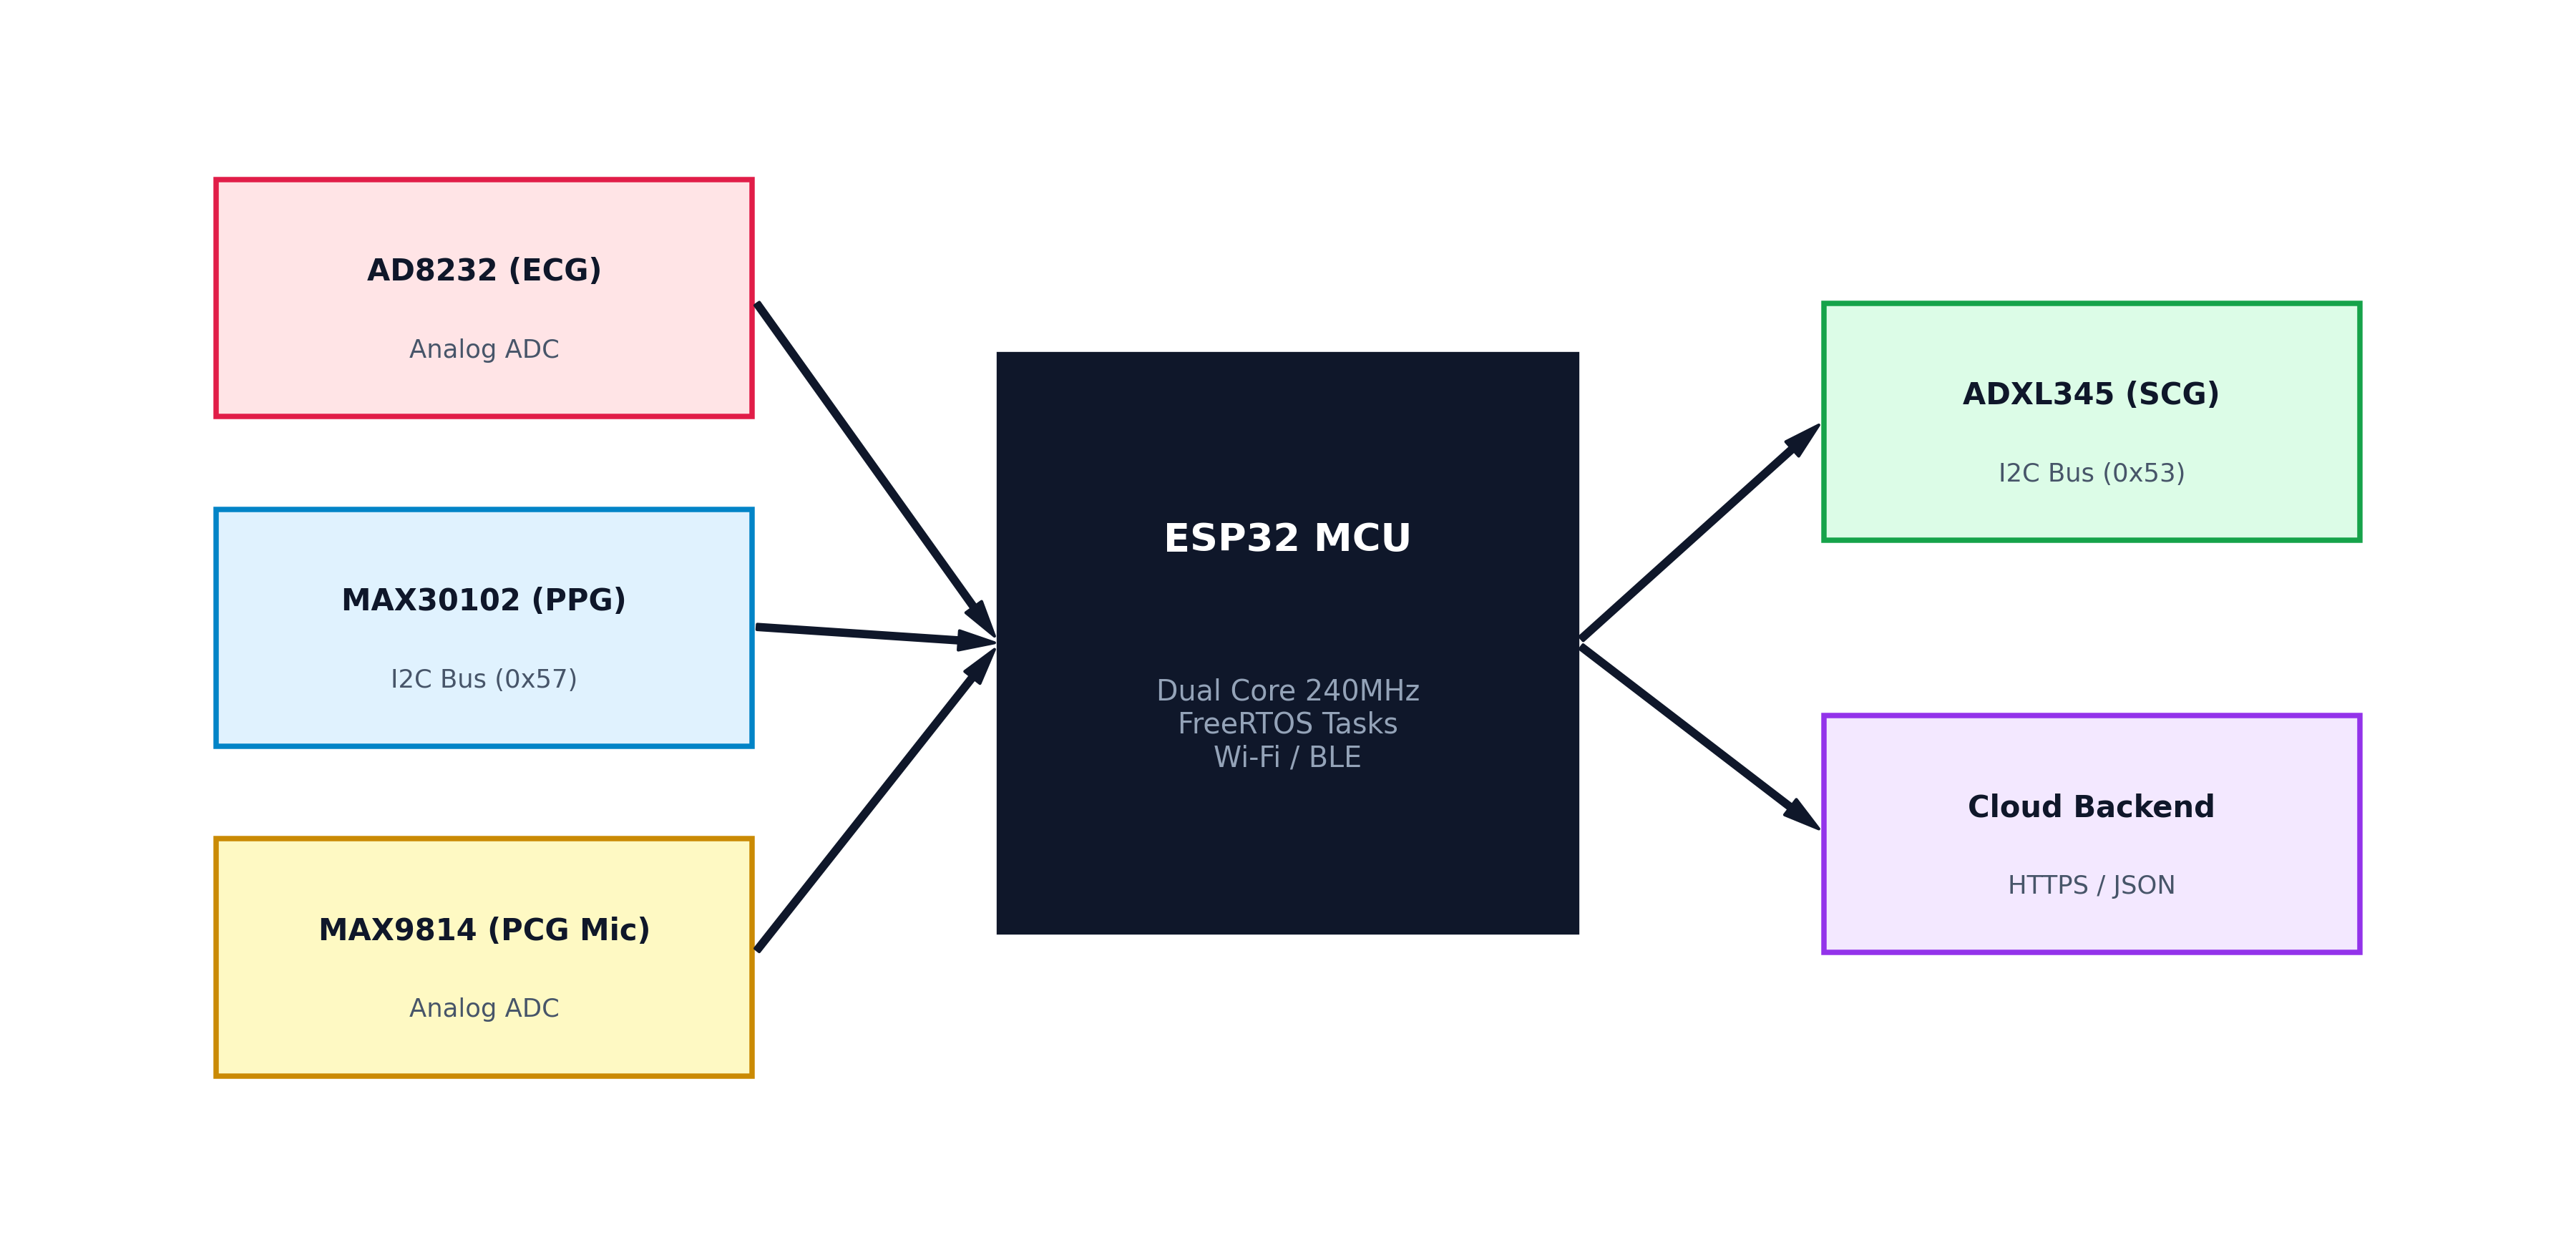 AD8232 (ECG)
Analog ADC
MAX30102 (PPG)
I2C Bus (0x57)
MAX9814 (PCG Mic)
Analog ADC
ESP32 MCU
Dual Core 240MHz
FreeRTOS Tasks
Wi-Fi / BLE
ADXL345 (SCG)
I2C Bus (0x53)
Cloud Backend
HTTPS / JSON